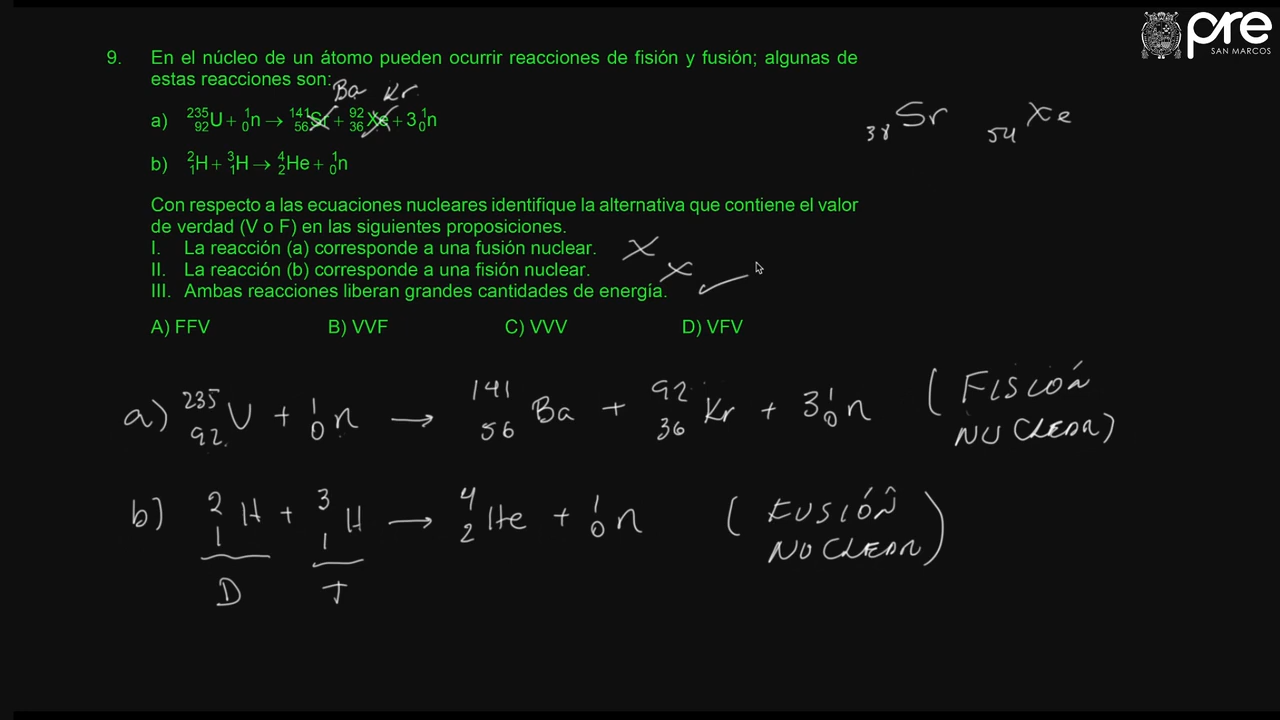 pre
SAN MARCOS
9. En el núcleo de un átomo pueden ocurrir reacciones de fisión y fusión; algunas de
estas reacciones son:
Ba Kr
a) ²³⁵₉₂U + ¹₀n → ¹⁴¹₅₆Sr + ⁹²₃₆Xe + 3 ¹₀n
₃₈Sr ₅₄Xe
b) ²₁H + ³₁H → ⁴₂He + ¹₀n
Con respecto a las ecuaciones nucleares identifique la alternativa que contiene el valor
de verdad (V o F) en las siguientes proposiciones.
I. La reacción (a) corresponde a una fusión nuclear.
II. La reacción (b) corresponde a una fisión nuclear.
III. Ambas reacciones liberan grandes cantidades de energía.
A) FFV B) VVF C) VVV D) VFV
a) ²³⁵₉₂U + ¹₀n → ¹⁴¹₅₆Ba + ⁹²₃₆Kr + 3 ¹₀n (FISIÓN
NUCLEAR)
b) ²₁H + ³₁H → ⁴₂He + ¹₀n (FUSIÓN
NUCLEAR)
D T